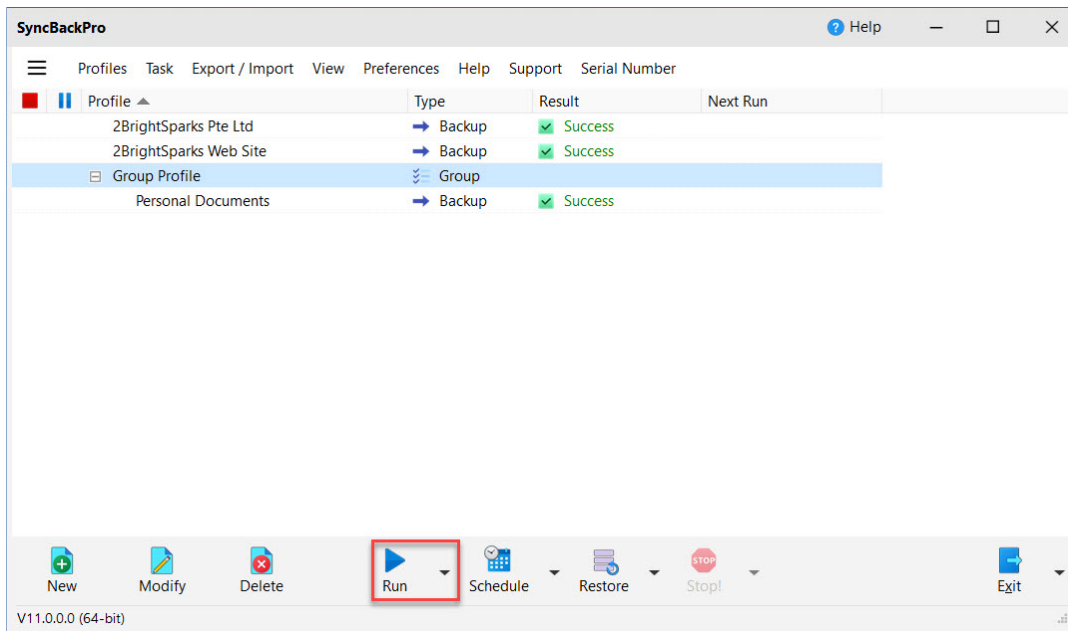 SyncBackPro Help
Profiles Task Export / Import View Preferences Help Support Serial Number
Profile Type Result Next Run
2BrightSparks Pte Ltd Backup Success
2BrightSparks Web Site Backup Success
Group Profile Group
Personal Documents Backup Success
STOP
New Modify Delete Run Schedule Restore Stop! Exit
V11.0.0.0 (64-bit)